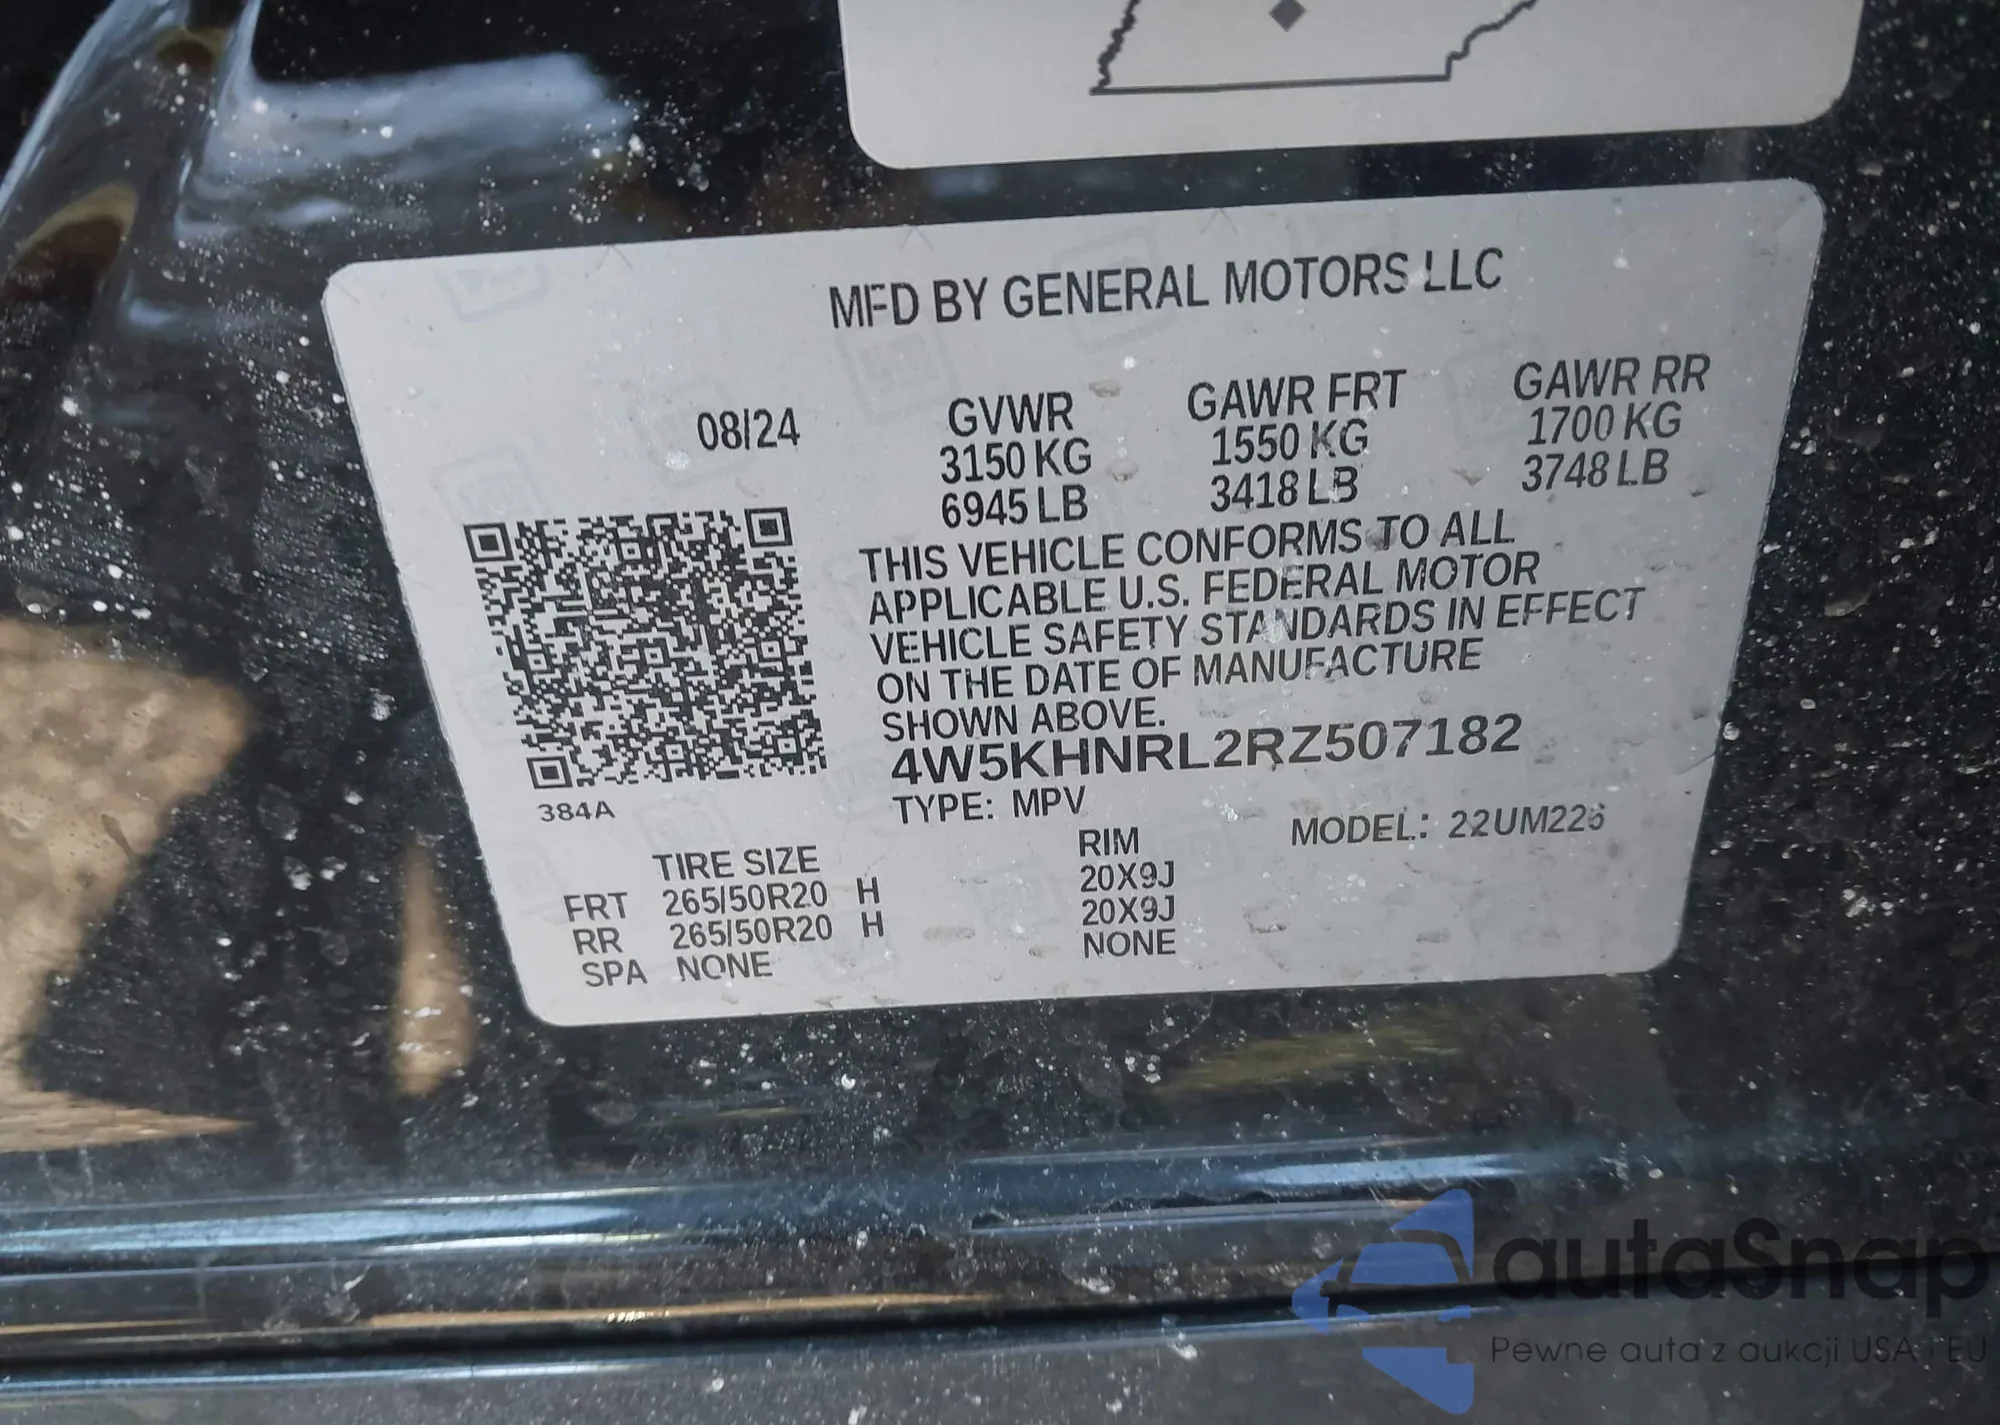 MFD BY GENERAL MOTORS LLC
08/24 GVWR GAWR FRT GAWR RR
3150 KG 1550 KG 1700 KG
6945 LB 3418 LB 3748 LB
THIS VEHICLE CONFORMS TO ALL
APPLICABLE U.S. FEDERAL MOTOR
VEHICLE SAFETY STANDARDS IN EFFECT
ON THE DATE OF MANUFACTURE
SHOWN ABOVE.
4W5KHNRL2RZ507182
384A
TYPE: MPV MODEL: 22UM226
TIRE SIZE RIM
FRT 265/50R20 H 20X9J
RR 265/50R20 H 20X9J
SPA NONE NONE
autaSnap
Pewne auta z aukcji USA i EU